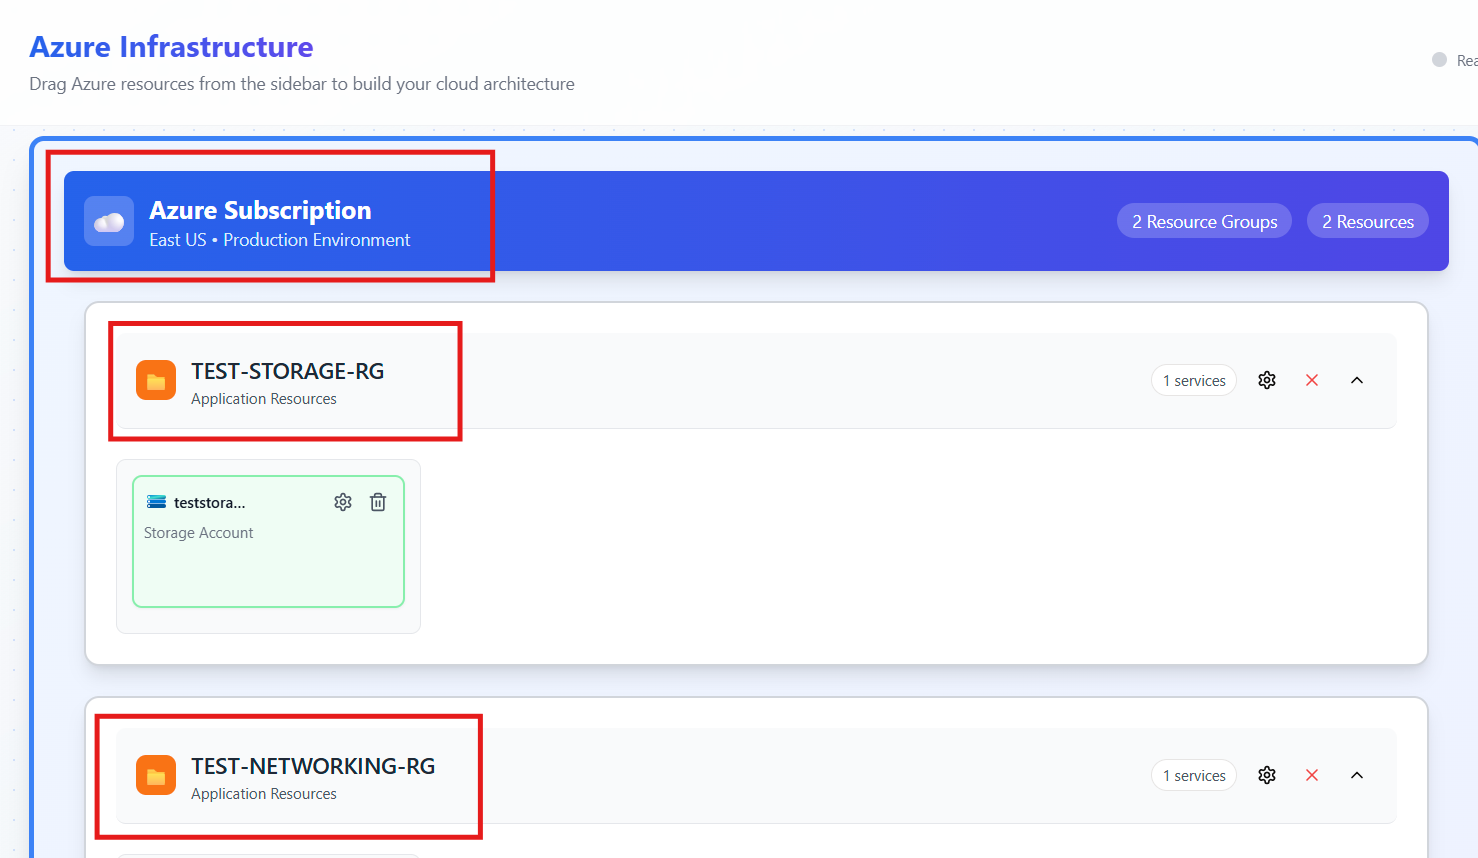 Azure Infrastructure
Drag Azure resources from the sidebar to build your cloud architecture
Rea
Azure Subscription
East US • Production Environment
2 Resource Groups
2 Resources
TEST-STORAGE-RG
Application Resources
1 services
teststora...
Storage Account
TEST-NETWORKING-RG
Application Resources
1 services